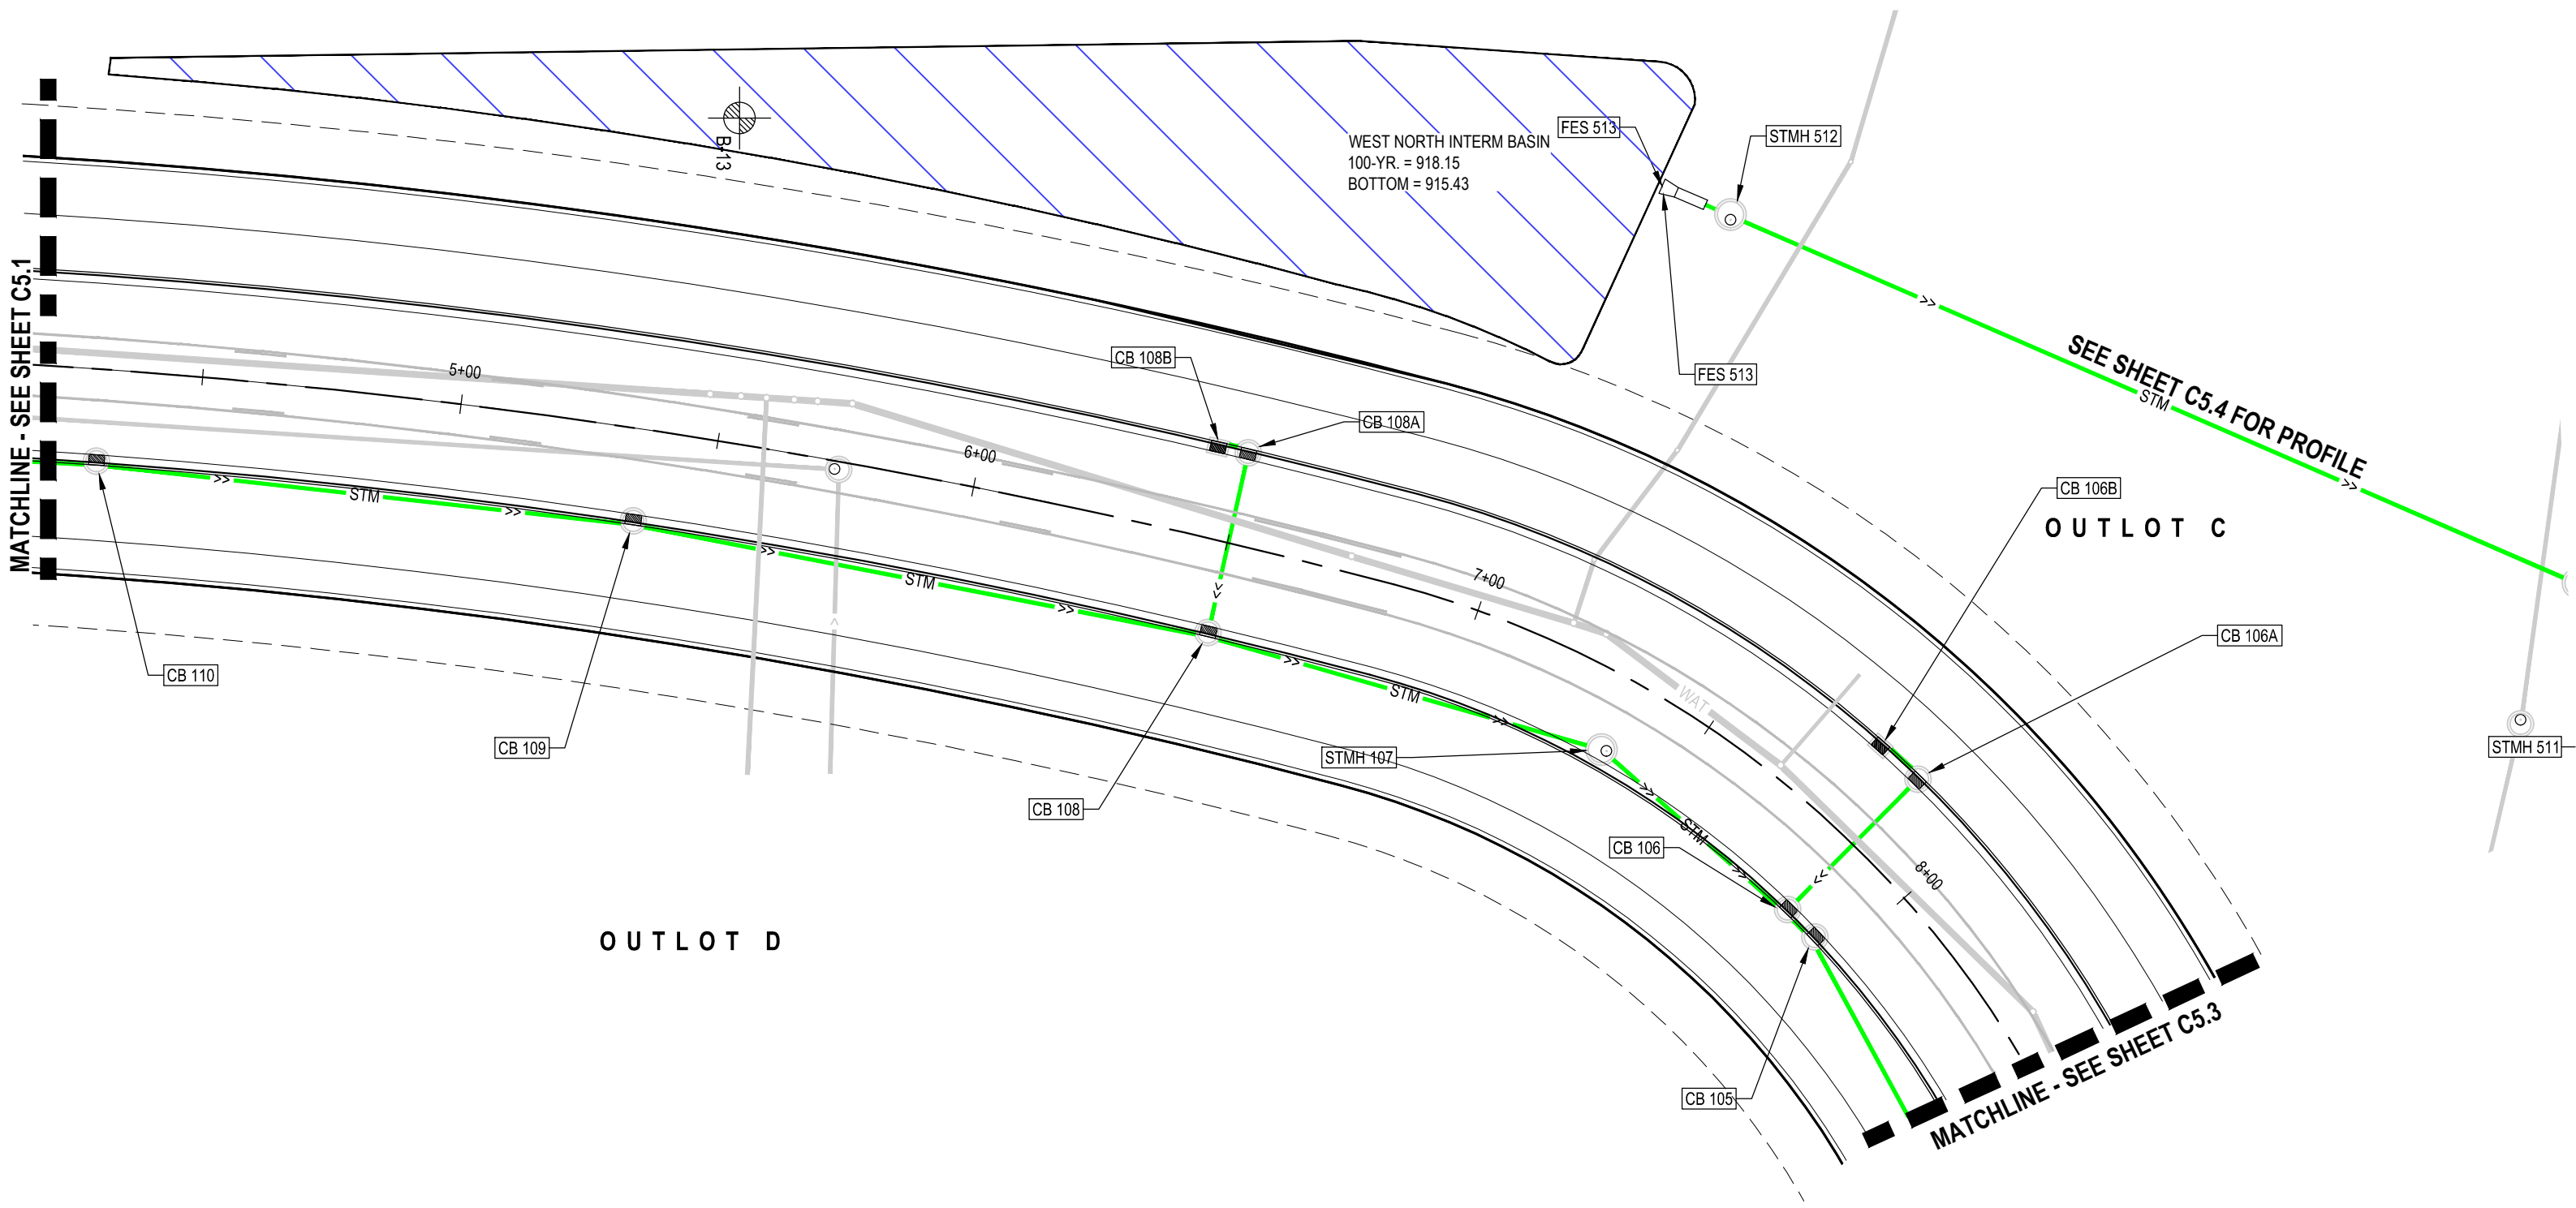 FES 513
STMH 512
WEST NORTH INTERM BASIN
100-YR. = 918.15
BOTTOM = 915.43
B-13
MATCHLINE - SEE SHEET C5.1
5+00
CB 108B
FES 513
SEE SHEET C5.4 FOR PROFILE
STM
>>
>>
CB 108A
6+00
CB 106B
OUTLOT C
>>
STM
>>
>>
STM
>>
>>
7+00
CB 106A
CB 110
>>
STM
>>
WAT
CB 109
STMH 107
STMH 511
CB 108
>>
STM
>>
CB 106
>>
8+00
OUTLOT D
CB 105
MATCHLINE - SEE SHEET C5.3